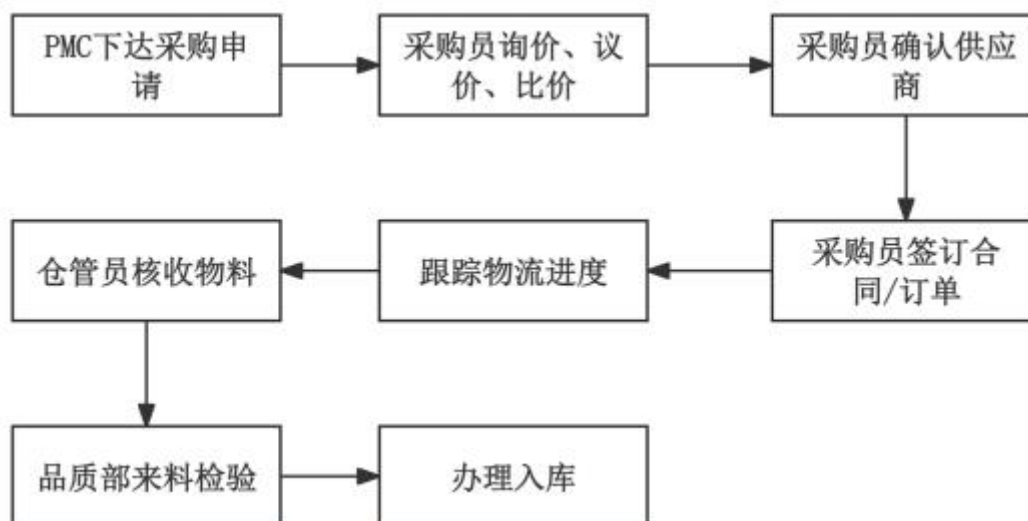 PMC下达采购申
请
采购员询价、议
价、比价
采购员确认供应
商
采购员签订合
同/订单
跟踪物流进度
仓管员核收物料
品质部来料检验
办理入库